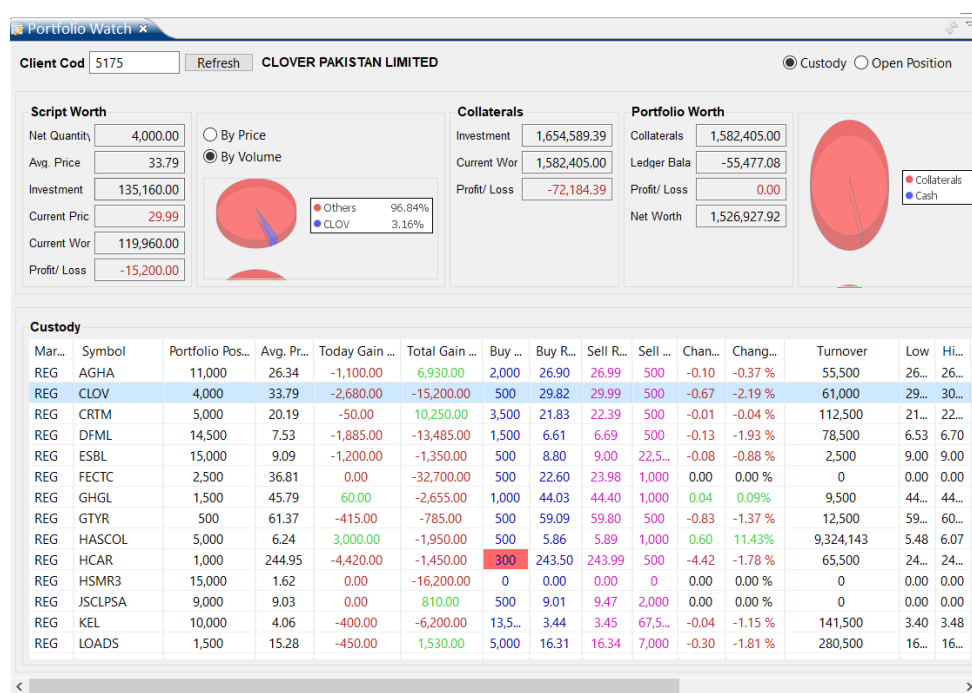 Portfolio Watch
Client Cod 5175 Refresh CLOVER PAKISTAN LIMITED Custody Open Position
Script Worth
Net Quantity 4,000.00
Avg. Price 33.79
Investment 135,160.00
Current Pric 29.99
Current Wor 119,960.00
Profit/ Loss -15,200.00
By Price
By Volume
Others 96.84%
CLOV 3.16%
Collaterals
Investment 1,654,589.39
Current Wor 1,582,405.00
Profit/ Loss -72,184.39
Portfolio Worth
Collaterals 1,582,405.00
Ledger Bala -55,477.08
Profit/ Loss 0.00
Net Worth 1,526,927.92
Collaterals
Cash
Custody
Mar... Symbol Portfolio Pos... Avg. Pr... Today Gain ... Total Gain ... Buy ... Buy R... Sell R... Sell ... Chan... Chang... Turnover Low Hi...
REG AGHA 11,000 26.34 -1,100.00 6,930.00 2,000 26.90 26.99 500 -0.10 -0.37 % 55,500 26... 26...
REG CLOV 4,000 33.79 -2,680.00 -15,200.00 500 29.82 29.99 500 -0.67 -2.19 % 61,000 29... 30...
REG CRTM 5,000 20.19 -50.00 10,250.00 3,500 21.83 22.39 500 -0.01 -0.04 % 112,500 21... 22...
REG DFML 14,500 7.53 -1,885.00 -13,485.00 1,500 6.61 6.69 500 -0.13 -1.93 % 78,500 6.53 6.70
REG ESBL 15,000 9.09 -1,200.00 -1,350.00 500 8.80 9.00 22,5... -0.08 -0.88 % 2,500 9.00 9.00
REG FECTC 2,500 36.81 0.00 -32,700.00 500 22.60 23.98 1,000 0.00 0.00 % 0 0.00 0.00
REG GHGL 1,500 45.79 60.00 -2,655.00 1,000 44.03 44.40 1,000 0.04 0.09% 9,500 44... 44...
REG GTYR 500 61.37 -415.00 -785.00 500 59.09 59.80 500 -0.83 -1.37 % 12,500 59... 60...
REG HASCOL 5,000 6.24 3,000.00 -1,950.00 500 5.86 5.89 1,000 0.60 11.43% 9,324,143 5.48 6.07
REG HCAR 1,000 244.95 -4,420.00 -1,450.00 300 243.50 243.99 500 -4.42 -1.78 % 65,500 24... 24...
REG HSMR3 15,000 1.62 0.00 -16,200.00 0 0.00 0.00 0 0.00 0.00 % 0 0.00 0.00
REG JSCLPSA 9,000 9.03 0.00 810.00 500 9.01 9.47 2,000 0.00 0.00 % 0 0.00 0.00
REG KEL 10,000 4.06 -400.00 -6,200.00 13,5... 3.44 3.45 67,5... -0.04 -1.15 % 141,500 3.40 3.48
REG LOADS 1,500 15.28 -450.00 1,530.00 5,000 16.31 16.34 7,000 -0.30 -1.81 % 280,500 16... 16...